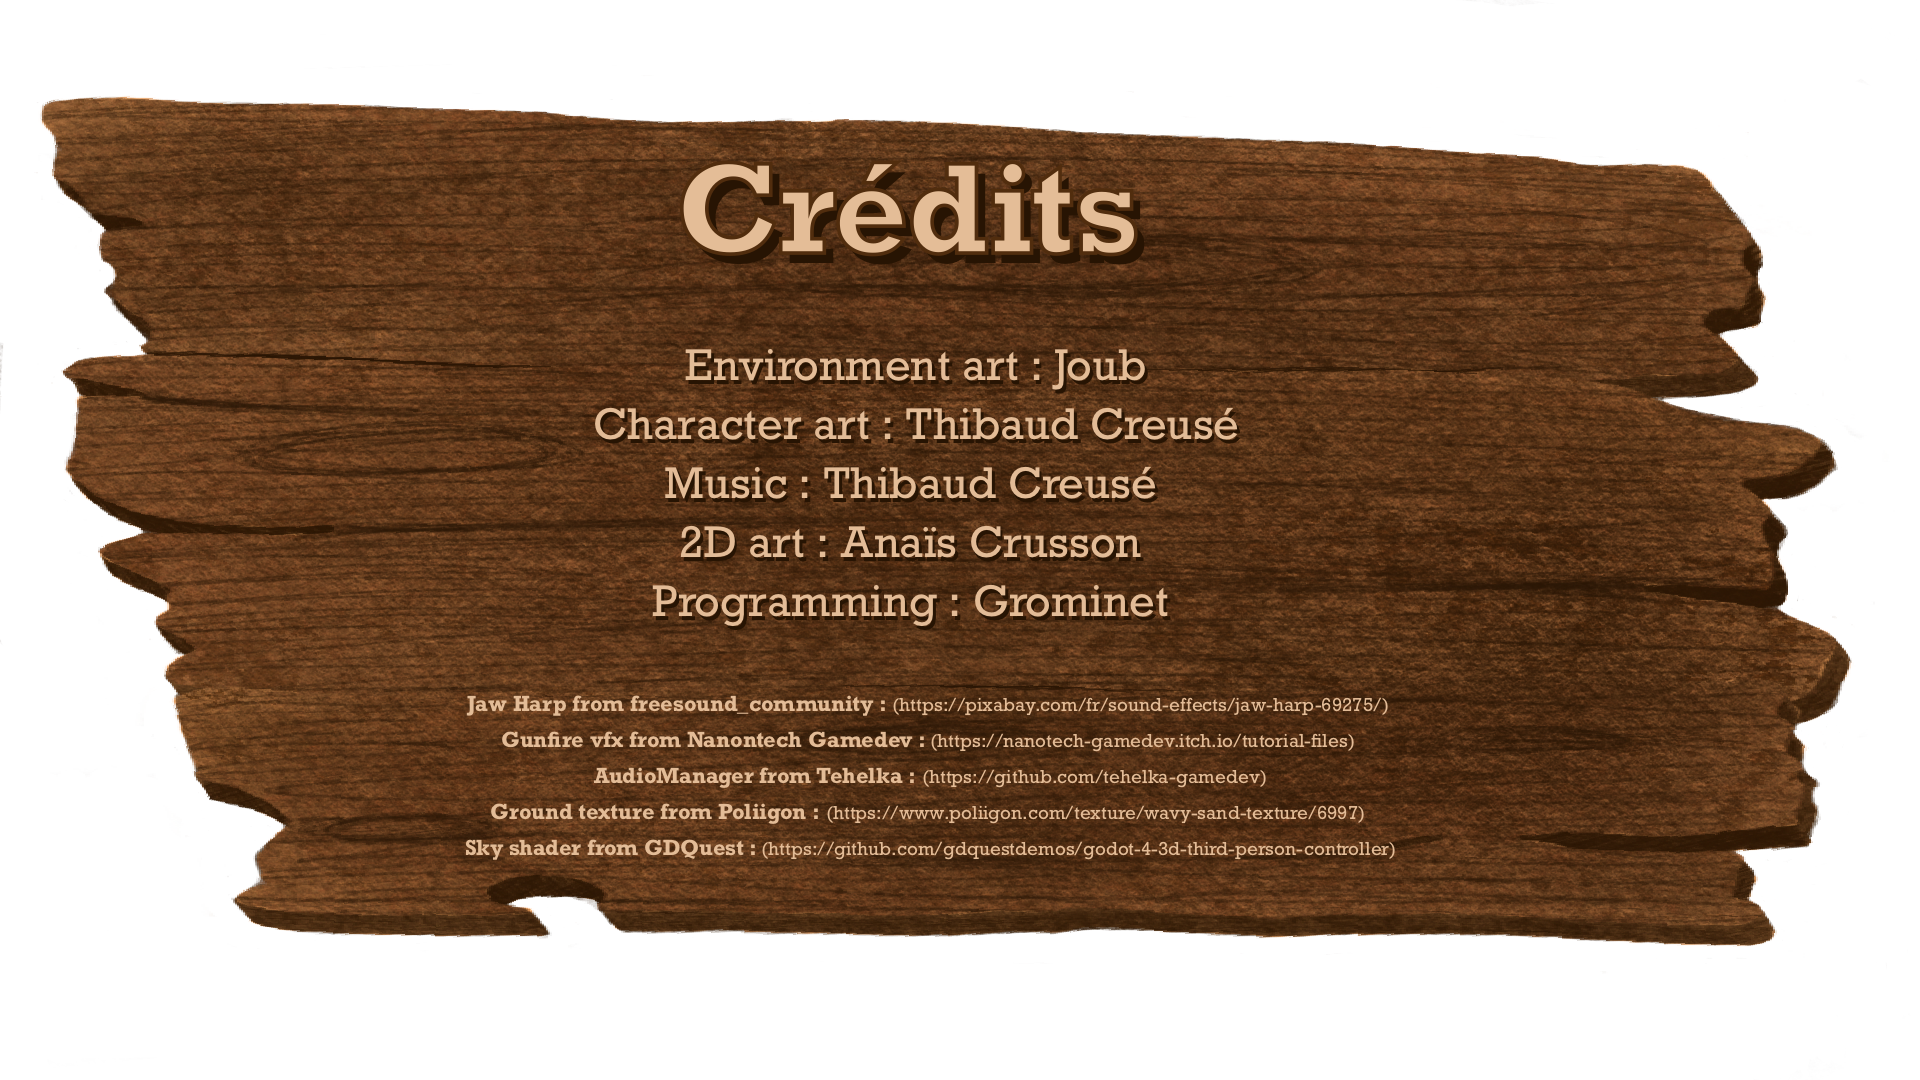 Crédits
Environment art : Joub
Character art : Thibaud Creusé
Music : Thibaud Creusé
2D art : Anaïs Crusson
Programming : Grominet
Jaw Harp from freesound_community : (https://pixabay.com/fr/sound-effects/jaw-harp-69275/)
Gunfire vfx from Nanontech Gamedev : (https://nanotech-gamedev.itch.io/tutorial-files)
AudioManager from Tehelka : (https://github.com/tehelka-gamedev)
Ground texture from Poliigon : (https://www.poliigon.com/texture/wavy-sand-texture/6997)
Sky shader from GDQuest : (https://github.com/gdquestdemos/godot-4-3d-third-person-controller)